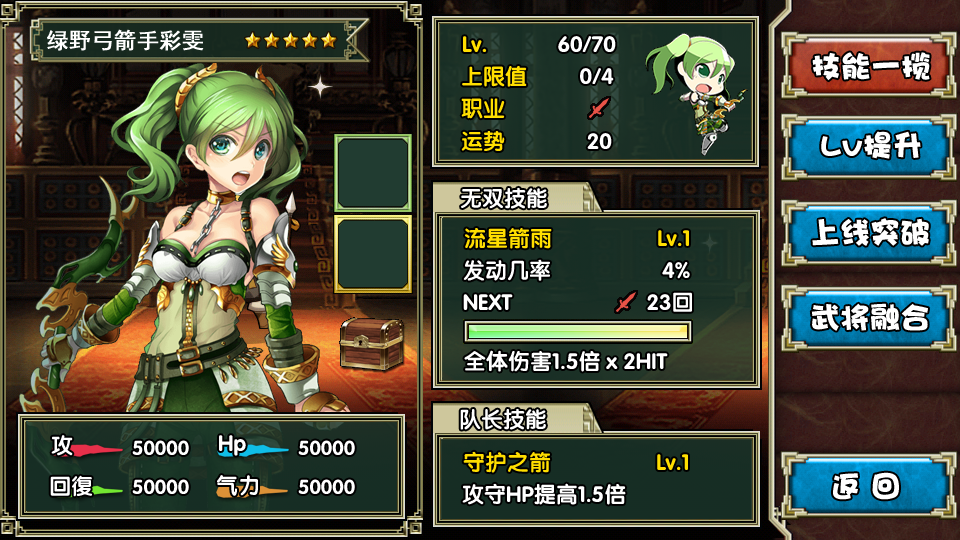 绿野弓箭手彩雯
攻 50000 Hp 50000
回復 50000 气力 50000
Lv. 60/70
上限值 0/4
职业
运势 20
无双技能
流星箭雨 Lv.1
发动几率 4%
NEXT 23回
全体伤害1.5倍 x 2HIT
队长技能
守护之箭 Lv.1
攻守HP提高1.5倍
技能一揽
LV提升
上线突破
武将融合
返回